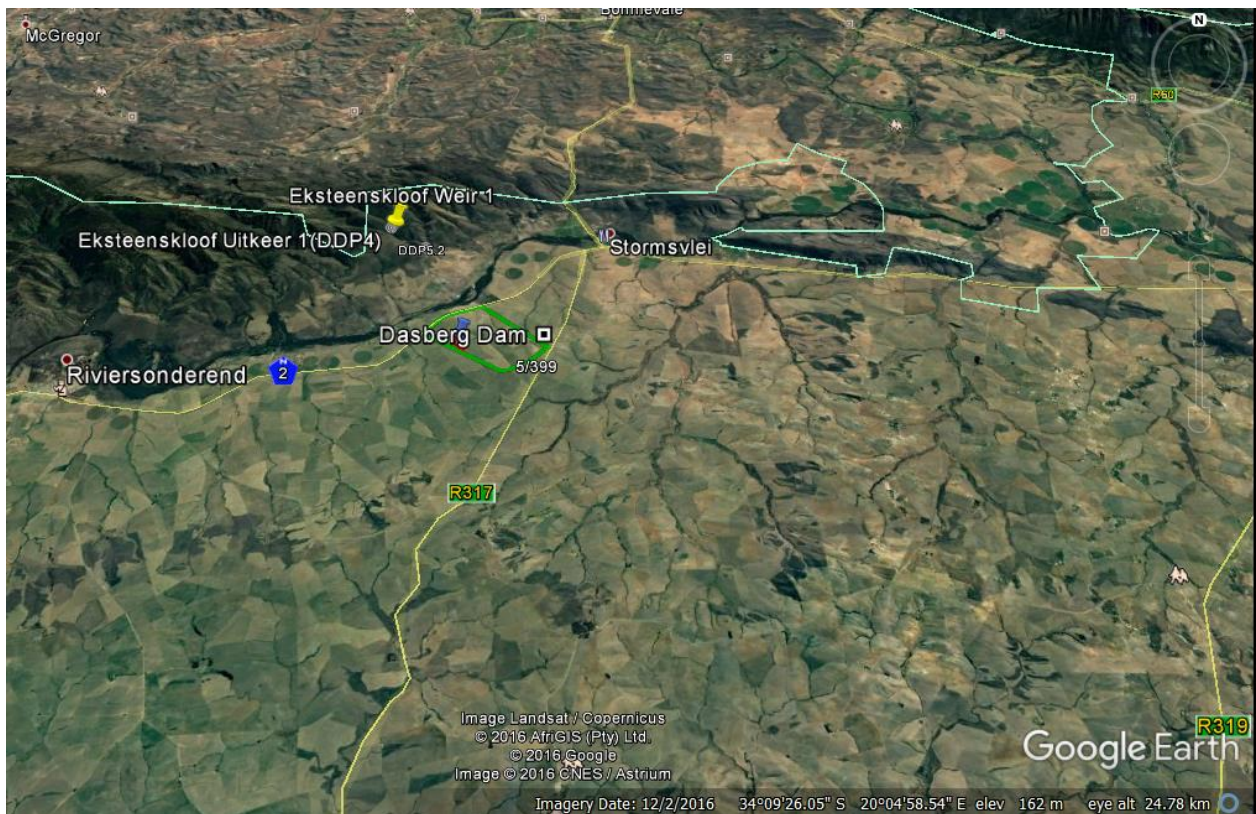 Bonnievale
McGregor
N
R60
Eksteenskloof Weir 1
Eksteenskloof Uitkeer 1(DDP4)
DDP5.2
Stormsvlei
Dasberg Dam
5/399
Riviersonderend
N
2
R317
R319
Image Landsat / Copernicus
© 2016 AfriGIS (Pty) Ltd.
© 2016 Google
Image © 2016 CNES / Astrium
Google Earth
Imagery Date: 12/2/2016 34°09'26.05" S 20°04'58.54" E elev 162 m eye alt 24.78 km